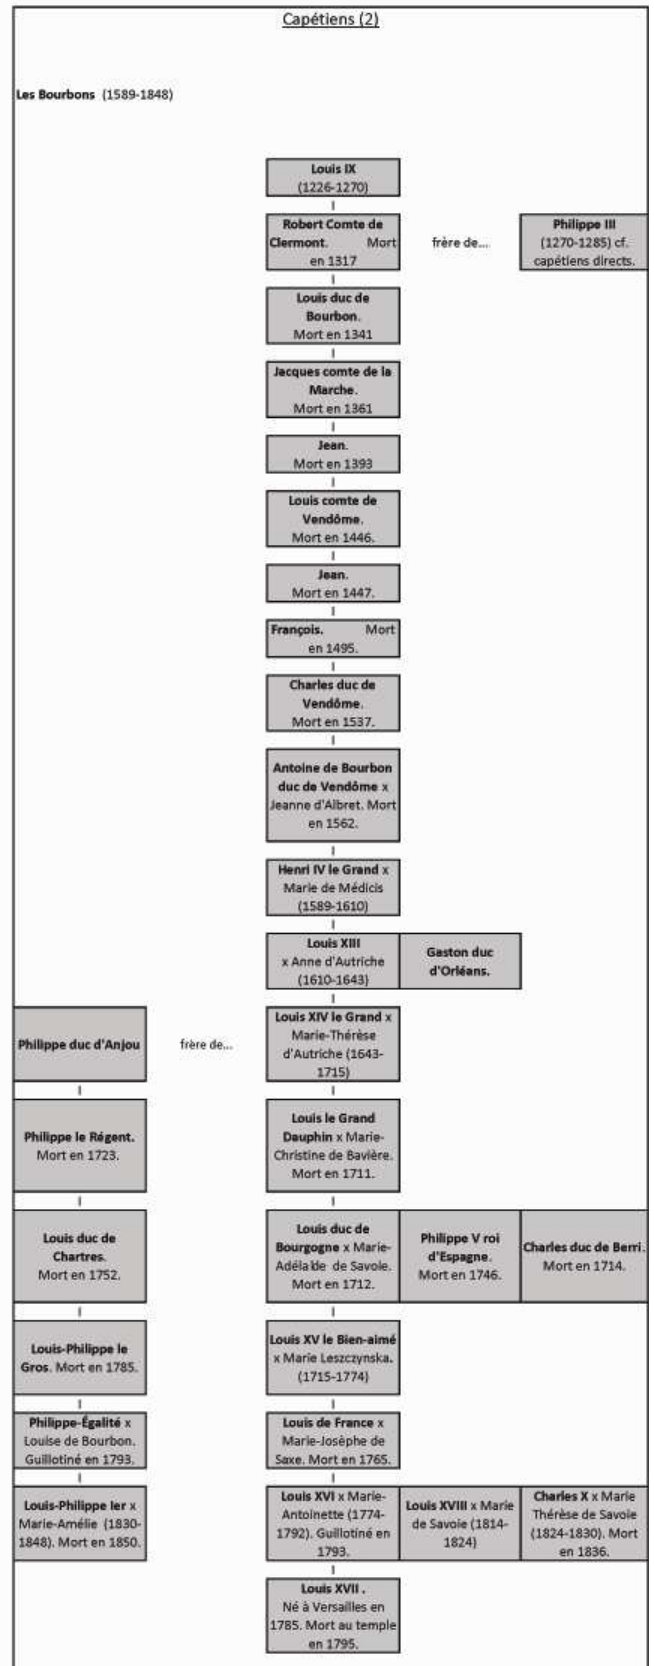 Capétiens (2)
Les Bourbons (1589-1848)
Louis IX
(1226-1270)
Robert Comte de
Clermont. Mort
en 1317
frère de...
Philippe III
(1270-1285) cf.
capétiens directs.
Louis duc de
Bourbon.
Mort en 1341
Jacques comte de la
Marche.
Mort en 1361
Jean.
Mort en 1393
Louis comte de
Vendôme.
Mort en 1446.
Jean.
Mort en 1447.
François. Mort
en 1495.
Charles duc de
Vendôme.
Mort en 1537.
Antoine de Bourbon
duc de Vendôme x
Jeanne d'Albret. Mort
en 1562.
Henri IV le Grand x
Marie de Médicis
(1589-1610)
Louis XIII
x Anne d'Autriche
(1610-1643)
Gaston duc
d'Orléans.
Philippe duc d'Anjou
frère de...
Louis XIV le Grand x
Marie-Thérèse
d'Autriche (1643-
1715)
Philippe le Régent.
Mort en 1723.
Louis le Grand
Dauphin x Marie-
Christine de Bavière.
Mort en 1711.
Louis duc de
Chartres.
Mort en 1752.
Louis duc de
Bourgogne x Marie-
Adélaïde de Savoie.
Mort en 1712.
Philippe V roi
d'Espagne.
Mort en 1746.
Charles duc de Berri.
Mort en 1714.
Louis-Philippe le
Gros. Mort en 1785.
Louis XV le Bien-aimé
x Marie Leszczynska.
(1715-1774)
Philippe-Égalité x
Louise de Bourbon.
Guillotiné en 1793.
Louis de France x
Marie-Josèphe de
Saxe. Mort en 1765.
Louis-Philippe Ier x
Marie-Amélie (1830-
1848). Mort en 1850.
Louis XVI x Marie-
Antoinette (1774-
1792). Guillotiné en
1793.
Louis XVIII x Marie
de Savoie (1814-
1824)
Charles X x Marie
Thérèse de Savoie
(1824-1830). Mort
en 1836.
Louis XVII .
Né à Versailles en
1785. Mort au temple
en 1795.